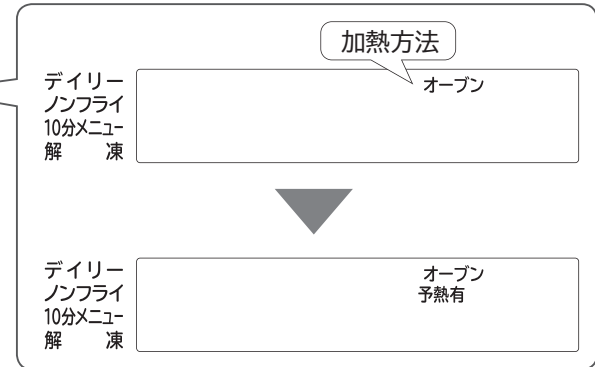 加熱方法
デイリー
ノンフライ
10分メニュー
解 凍
オーブン
デイリー
ノンフライ
10分メニュー
解 凍
オーブン
予熱有